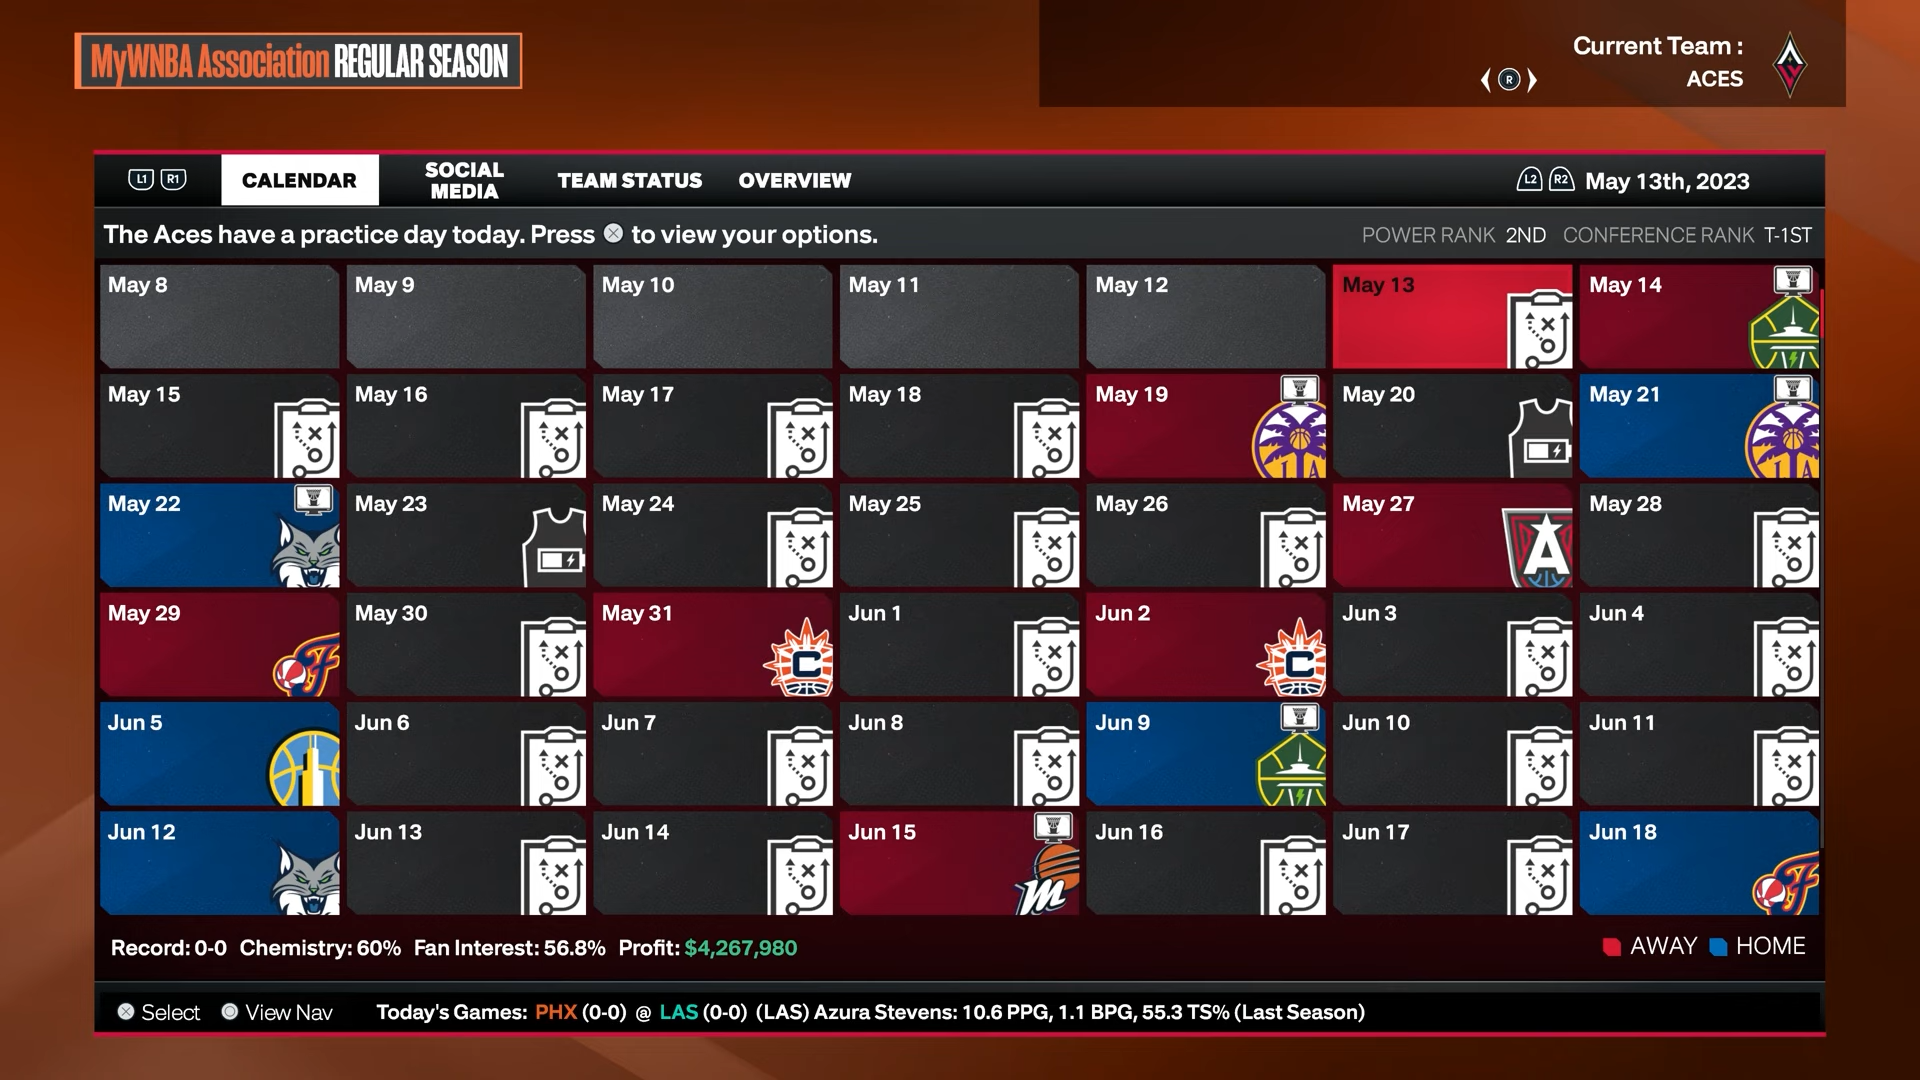 MyWNBA Association REGULAR SEASON
Current Team :
R
ACES
L1 R1 CALENDAR SOCIAL MEDIA TEAM STATUS OVERVIEW L2 R2 May 13th, 2023
The Aces have a practice day today. Press to view your options. POWER RANK 2ND CONFERENCE RANK T-1ST
May 8 May 9 May 10 May 11 May 12 May 13 May 14
May 15 May 16 May 17 May 18 May 19 May 20 May 21
LA LA
May 22 May 23 May 24 May 25 May 26 May 27 May 28
A
May 29 May 30 May 31 Jun 1 Jun 2 Jun 3 Jun 4
F C C
Jun 5 Jun 6 Jun 7 Jun 8 Jun 9 Jun 10 Jun 11
Jun 12 Jun 13 Jun 14 Jun 15 Jun 16 Jun 17 Jun 18
M F
Record: 0-0 Chemistry: 60% Fan Interest: 56.8% Profit: $4,267,980 AWAY HOME
Select View Nav Today's Games: PHX (0-0) @ LAS (0-0) (LAS) Azura Stevens: 10.6 PPG, 1.1 BPG, 55.3 TS% (Last Season)